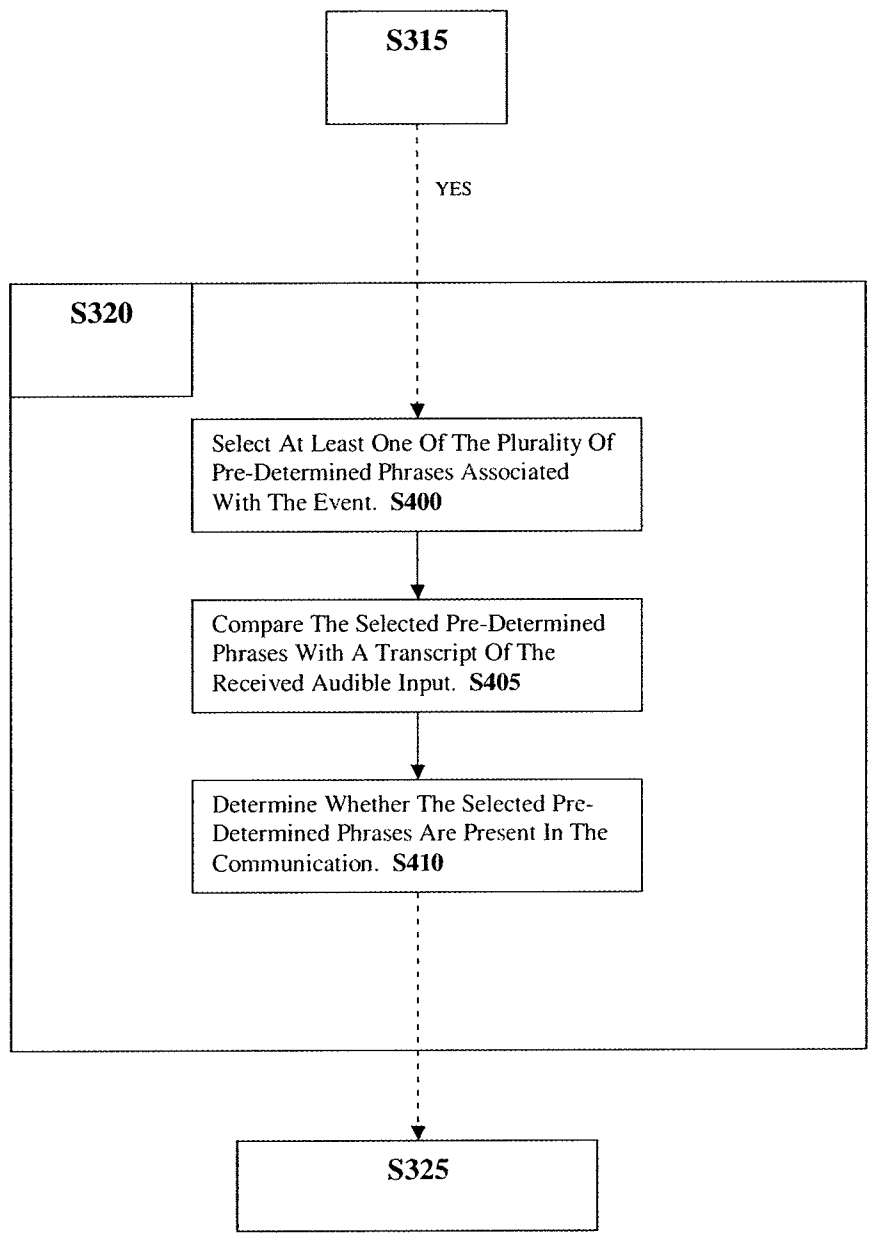 S315
YES
S320
Select At Least One Of The Plurality Of
Pre-Determined Phrases Associated
With The Event. S400
Compare The Selected Pre-Determined
Phrases With A Transcript Of The
Received Audible Input. S405
Determine Whether The Selected Pre-
Determined Phrases Are Present In The
Communication. S410
S325